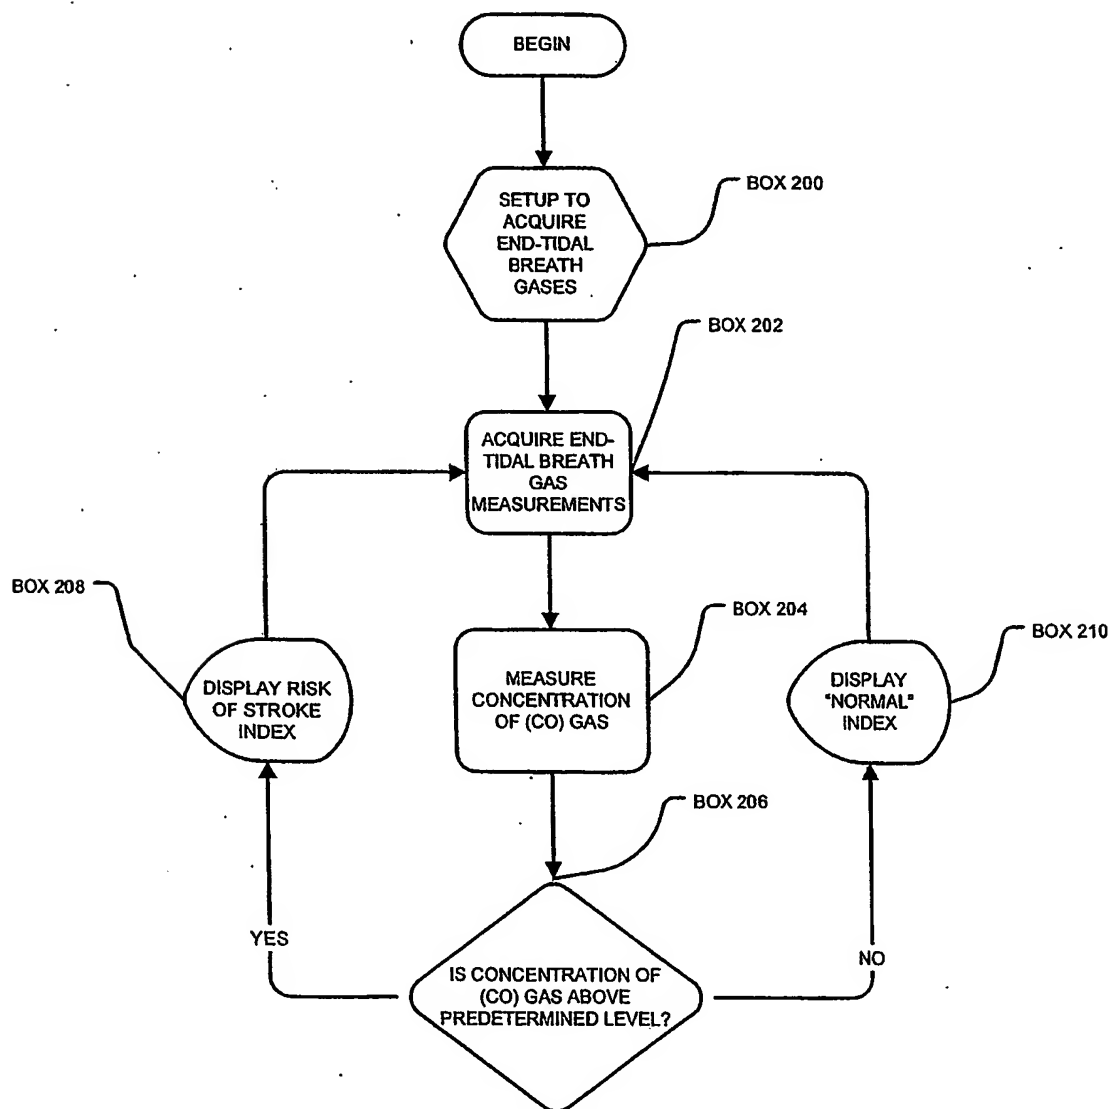 BEGIN
SETUP TO
ACQUIRE
END-TIDAL
BREATH
GASES
BOX 200
BOX 202
ACQUIRE END-
TIDAL BREATH
GAS
MEASUREMENTS
BOX 208
BOX 204
BOX 210
DISPLAY RISK
OF STROKE
INDEX
MEASURE
CONCENTRATION
OF (CO) GAS
DISPLAY
"NORMAL"
INDEX
BOX 206
YES
NO
IS CONCENTRATION OF
(CO) GAS ABOVE
PREDETERMINED LEVEL?